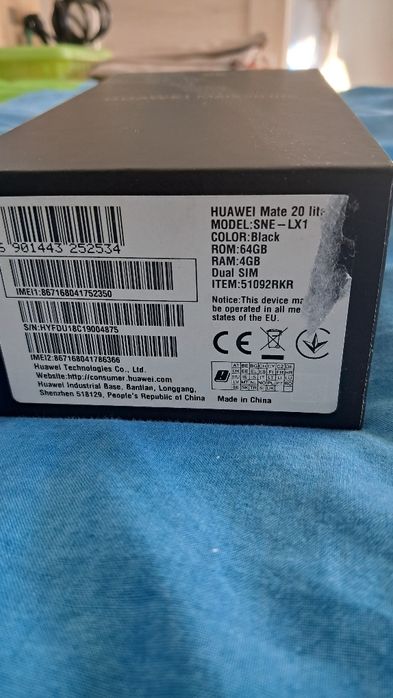 HUAWEI
HUAWEI Mate 20 lite
MODEL:SNE-LX1
COLOR:Black
ROM:64GB
RAM:4GB
Dual SIM
ITEM:51092RKR
Notice:This device ma
be operated in all me
states of the EU.
6 901443 252534
IMEI1:867168041752350
S/N:HYFDU18C19004875
IMEI2:867168041786366
Huawei Technologies Co., Ltd.
Website:http://consumer.huawei.com
Huawei Industrial Base, Bantian, Longgang,
Shenzhen 518129, People's Republic of China
CE
Made in China